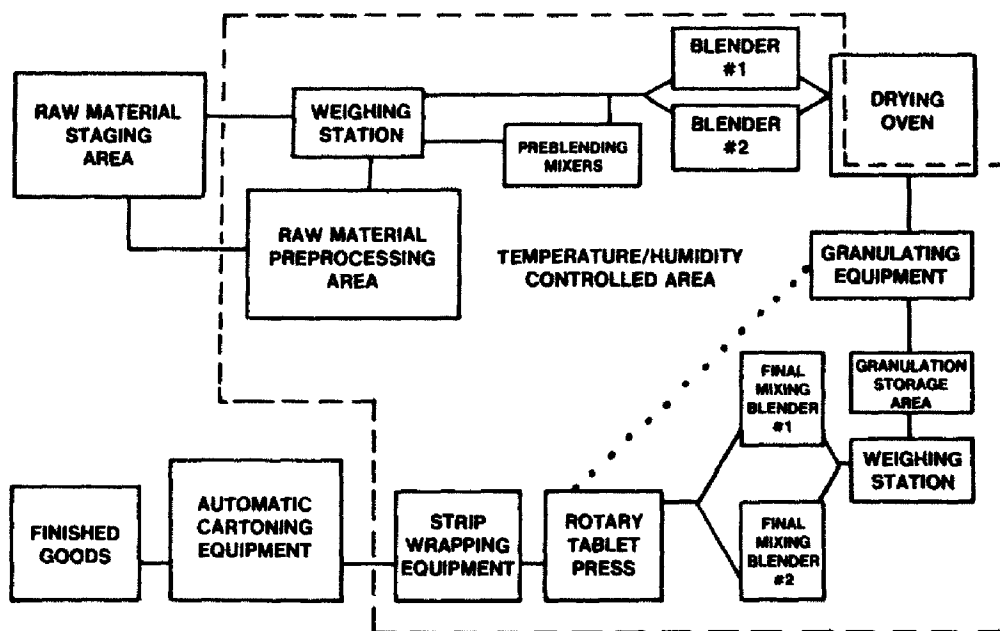 RAW MATERIAL
STAGING
AREA
WEIGHING
STATION
PREBLENDING
MIXERS
BLENDER
#1
BLENDER
#2
DRYING
OVEN
RAW MATERIAL
PREPROCESSING
AREA
TEMPERATURE/HUMIDITY
CONTROLLED AREA
GRANULATING
EQUIPMENT
GRANULATION
STORAGE
AREA
WEIGHING
STATION
FINAL
MIXING
BLENDER
#1
FINAL
MIXING
BLENDER
#2
ROTARY
TABLET
PRESS
STRIP
WRAPPING
EQUIPMENT
AUTOMATIC
CARTONING
EQUIPMENT
FINISHED
GOODS